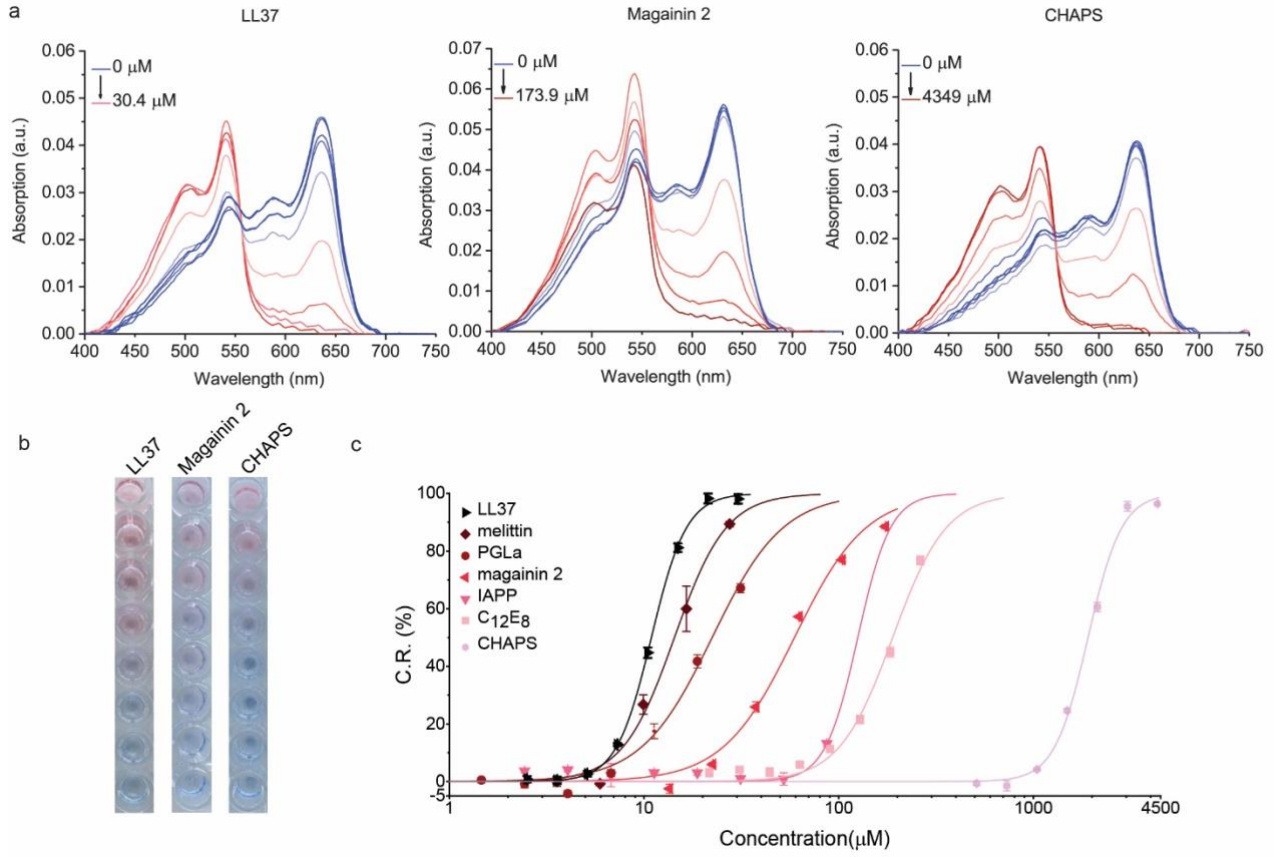 a
LL37
Magainin 2
CHAPS
0.06
0.05
0.04
0.03
0.02
0.01
0.00
Absorption (a.u.)
0 μM
30.4 μM
400 450 500 550 600 650 700 750
Wavelength (nm)
0.07
0.06
0.05
0.04
0.03
0.02
0.01
0.00
Absorption (a.u.)
0 μM
173.9 μM
400 450 500 550 600 650 700 750
Wavelength (nm)
0.06
0.05
0.04
0.03
0.02
0.01
0.00
Absorption (a.u.)
0 μM
4349 μM
400 450 500 550 600 650 700 750
Wavelength (nm)
b
LL37
Magainin 2
CHAPS
c
100
80
60
40
20
0
-5
C.R. (%)
LL37
melittin
PGLa
magainin 2
IAPP
C12E8
CHAPS
1 10 100 1000 4500
Concentration(μM)